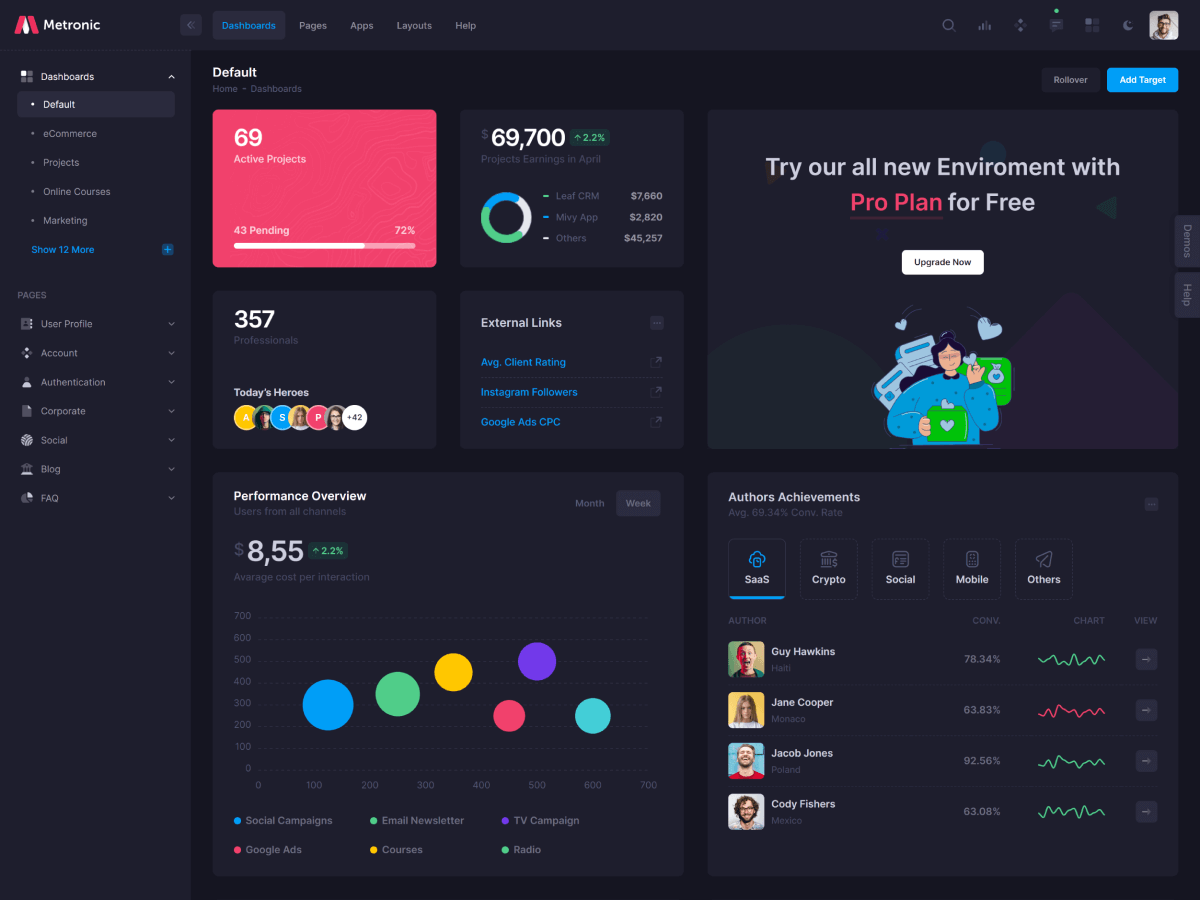 Metronic
Dashboards
Pages
Apps
Layouts
Help
Dashboards
Default
eCommerce
Projects
Online Courses
Marketing
Show 12 More
PAGES
User Profile
Account
Authentication
Corporate
Social
Blog
FAQ
Default
Home - Dashboards
Rollover
Add Target
69
Active Projects
43 Pending 72%
$ 69,700 2.2%
Projects Earnings in April
Leaf CRM $7,660
Mivy App $2,820
Others $45,257
Try our all new Enviroment with
Pro Plan for Free
Upgrade Now
Demos
Help
357
Professionals
Today's Heroes
A S P +42
External Links
Avg. Client Rating
Instagram Followers
Google Ads CPC
Performance Overview
Users from all channels
Month Week
$ 8,55 2.2%
Avarage cost per interaction
700
600
500
400
300
200
100
0
0 100 200 300 400 500 600 700
Social Campaigns Email Newsletter TV Campaign
Google Ads Courses Radio
Authors Achievements
Avg. 69.34% Conv. Rate
SaaS Crypto Social Mobile Others
AUTHOR CONV. CHART VIEW
Guy Hawkins
Haiti
78.34%
Jane Cooper
Monaco
63.83%
Jacob Jones
Poland
92.56%
Cody Fishers
Mexico
63.08%